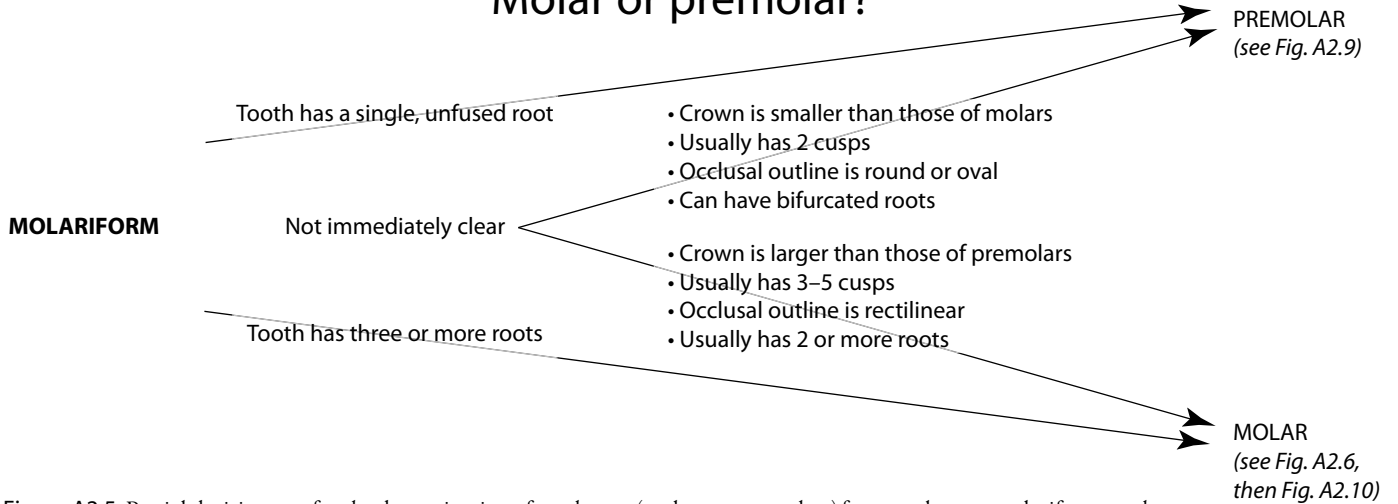 Molar or premolar?
PREMOLAR
(see Fig. A2.9)
Tooth has a single, unfused root
• Crown is smaller than those of molars
• Usually has 2 cusps
• Occlusal outline is round or oval
• Can have bifurcated roots
MOLARIFORM
Not immediately clear
• Crown is larger than those of premolars
• Usually has 3–5 cusps
• Occlusal outline is rectilinear
• Usually has 2 or more roots
Tooth has three or more roots
MOLAR
(see Fig. A2.6,
then Fig. A2.10)